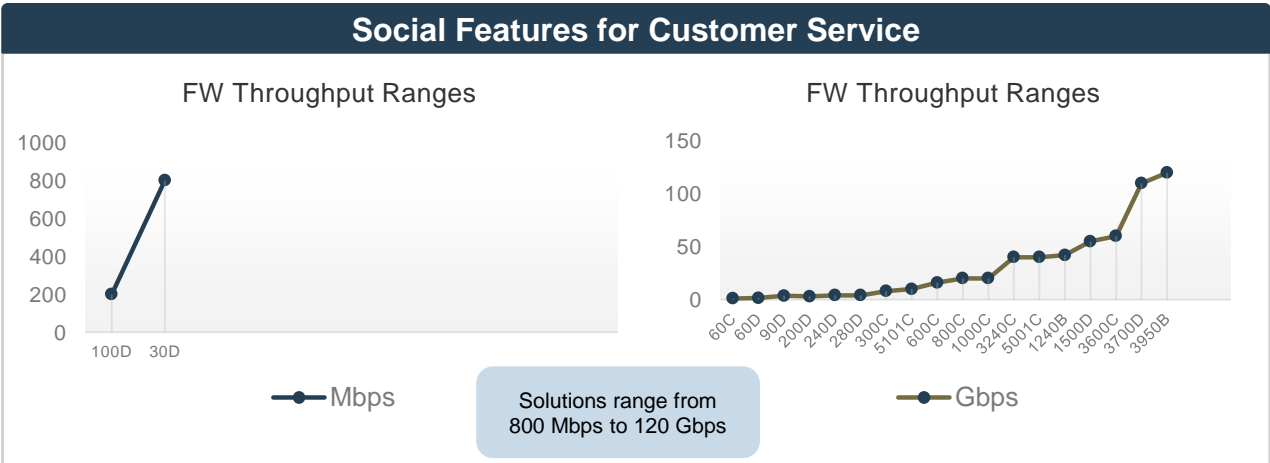 Social Features for Customer Service
FW Throughput Ranges
1000
800
600
400
200
0
100D 30D
Mbps
FW Throughput Ranges
150
100
50
0
60C 60D 90D 200D 240D 280D 300C 5101C 600C 800C 1000C 3240C 5001C 1240B 1500D 3600C 3700D 3950B
Gbps
Solutions range from
800 Mbps to 120 Gbps